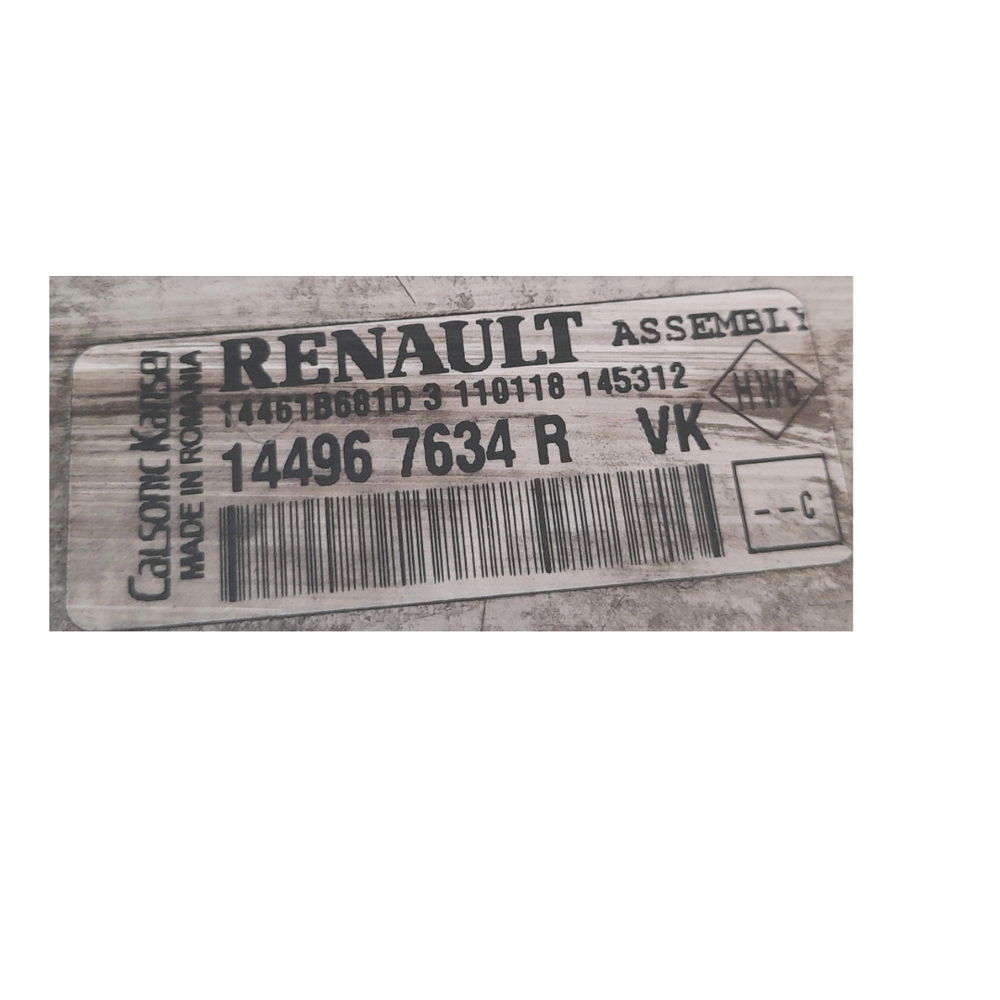 RENAULT ASSEMBLY
14461B681D 3 110118 145312
HW6
14496 7634 R VK
--C
Calsonic Kansei
MADE IN ROMANIA